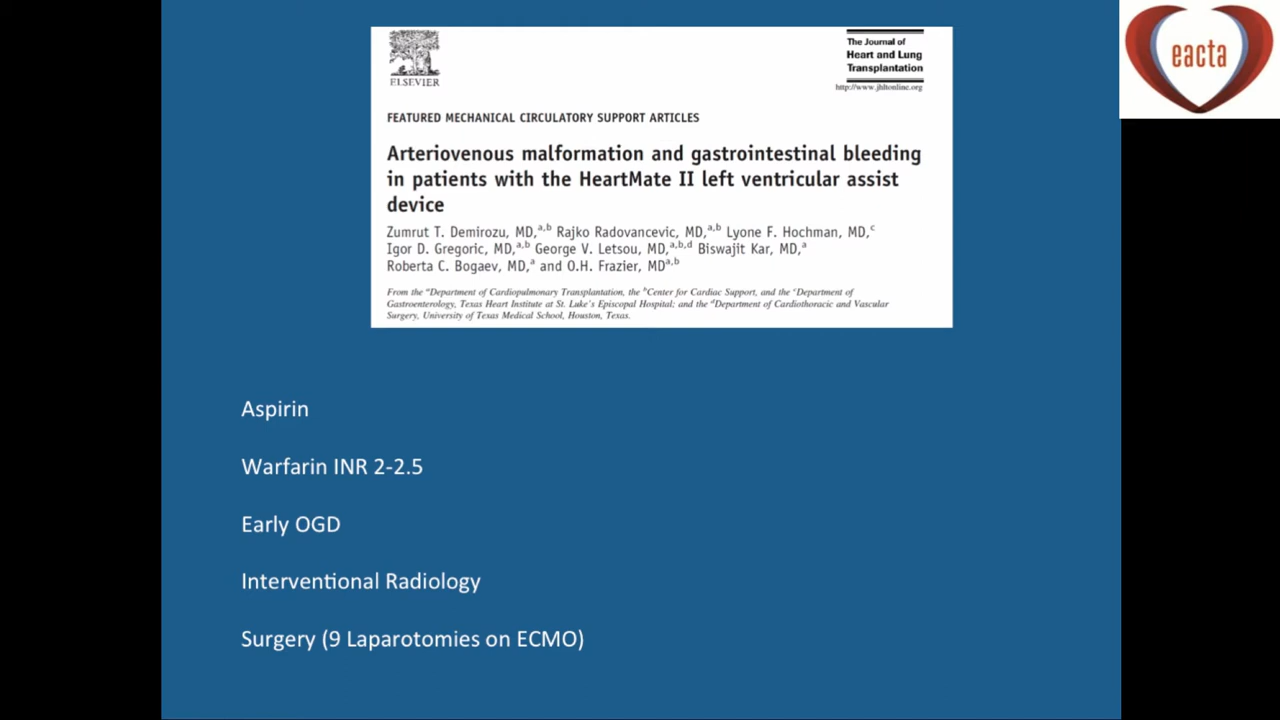 ELSEVIER
The Journal of
Heart and Lung
Transplantation
http://www.jhltonline.org
eacta
FEATURED MECHANICAL CIRCULATORY SUPPORT ARTICLES
Arteriovenous malformation and gastrointestinal bleeding
in patients with the HeartMate II left ventricular assist
device
Zumrut T. Demirozu, MD,a,b Rajko Radovancevic, MD,a,b Lyone F. Hochman, MD,c
Igor D. Gregoric, MD,a,b George V. Letsou, MD,a,b,d Biswajit Kar, MD,a
Roberta C. Bogaev, MD,a and O.H. Frazier, MDa,b
From the aDepartment of Cardiopulmonary Transplantation, the bCenter for Cardiac Support, and the cDepartment of
Gastroenterology, Texas Heart Institute at St. Luke's Episcopal Hospital; and the dDepartment of Cardiothoracic and Vascular
Surgery, University of Texas Medical School, Houston, Texas.
Aspirin
Warfarin INR 2-2.5
Early OGD
Interventional Radiology
Surgery (9 Laparotomies on ECMO)